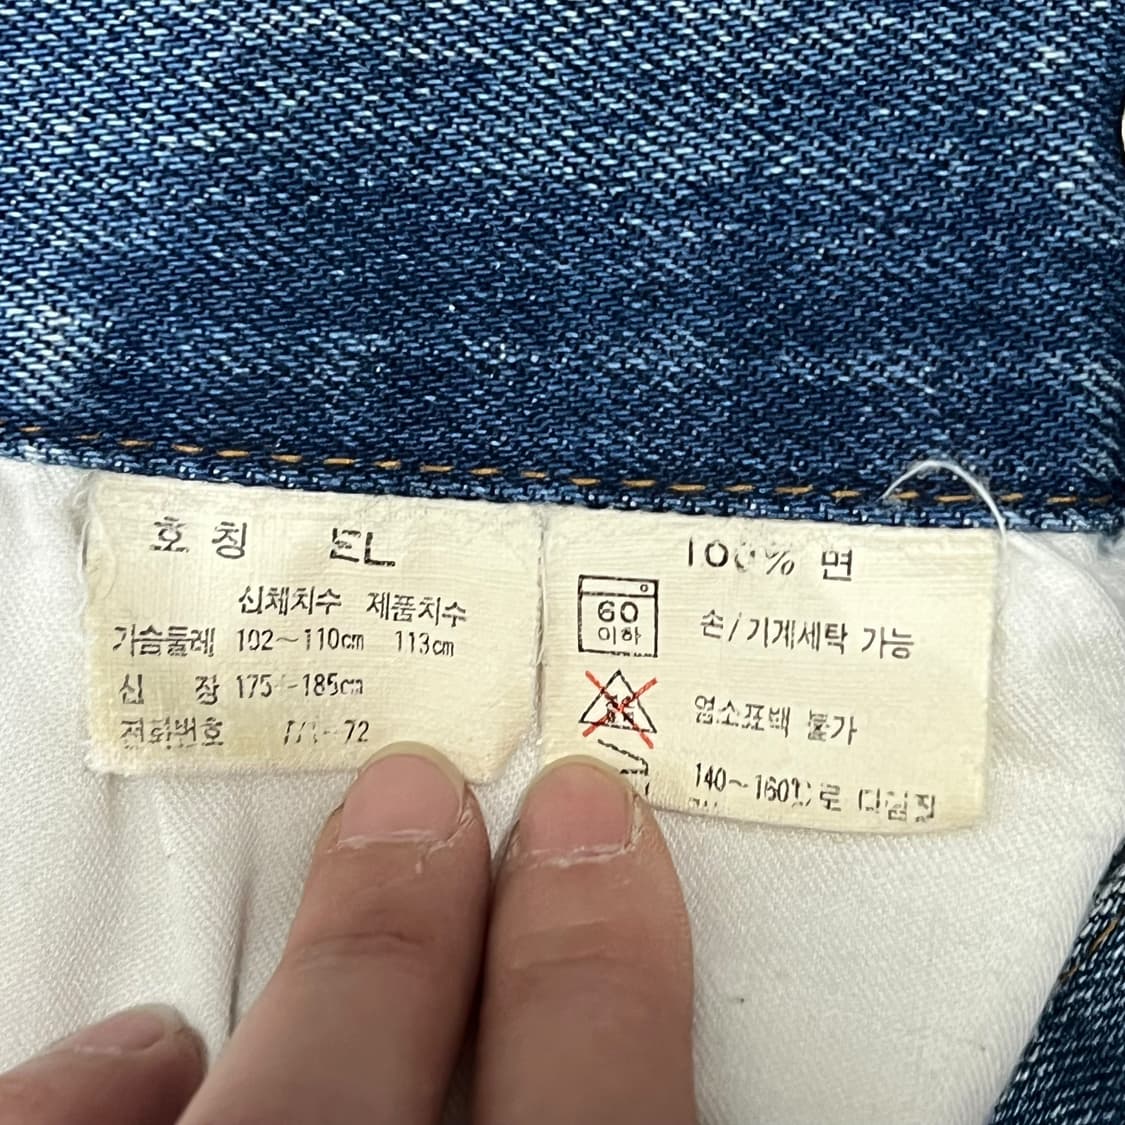 호 칭 EL
신체치수 제품치수
가슴둘레 102~110cm 113cm
신 장 175~185cm
전화번호
100% 면
60
이하
손/기계세탁 가능
염소표백 불가
140~160℃로 다림질